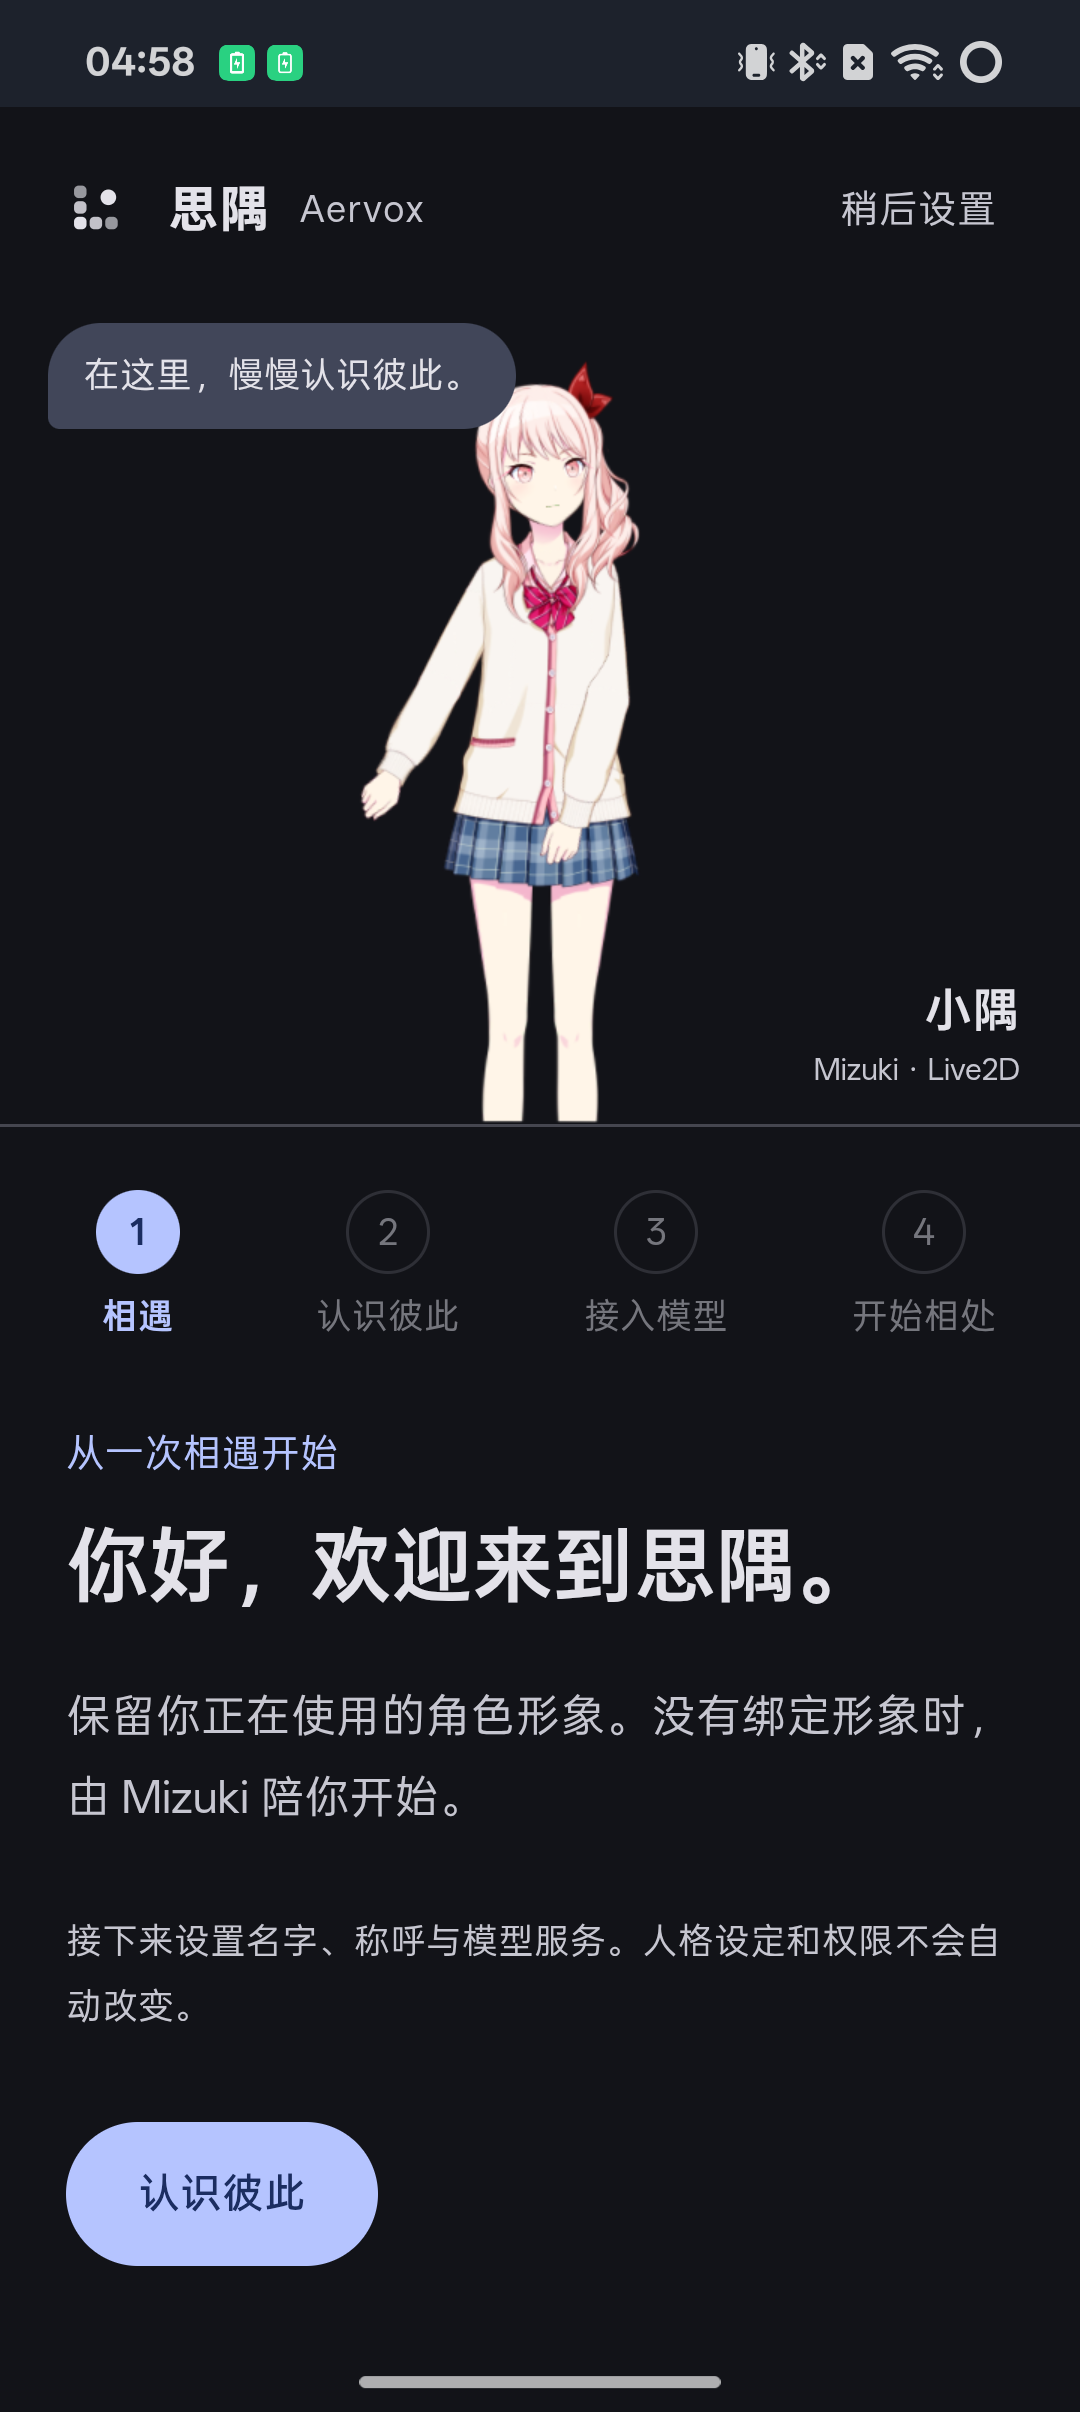 04:58
思隅 Aervox
稍后设置
在这里，慢慢认识彼此。
小隅
Mizuki · Live2D
1 2 3 4
相遇 认识彼此 接入模型 开始相处
从一次相遇开始
你好，欢迎来到思隅。
保留你正在使用的角色形象。没有绑定形象时，
由 Mizuki 陪你开始。
接下来设置名字、称呼与模型服务。人格设定和权限不会自
动改变。
认识彼此